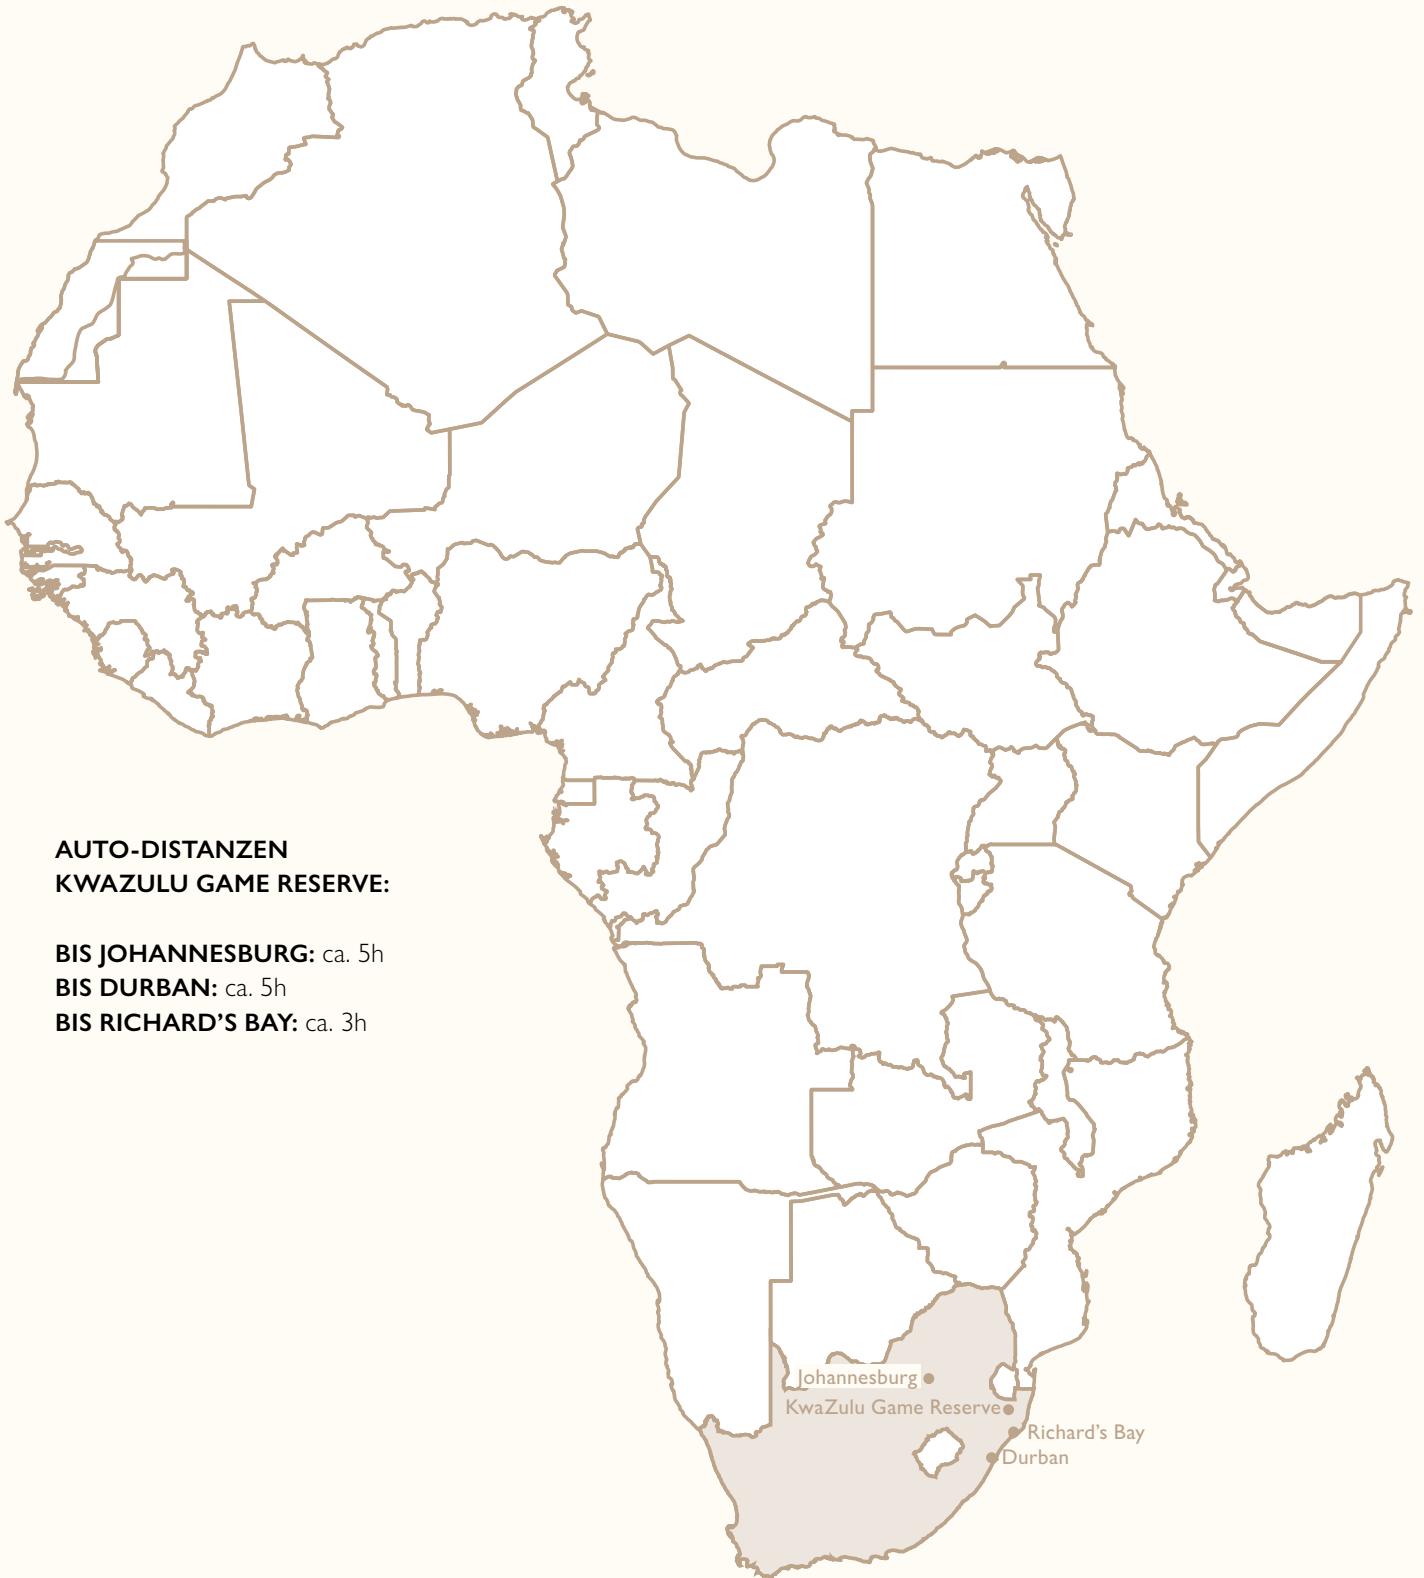 AUTO-DISTANZEN
KWAZULU GAME RESERVE:
BIS JOHANNESBURG: ca. 5h
BIS DURBAN: ca. 5h
BIS RICHARD’S BAY: ca. 3h
Johannesburg
KwaZulu Game Reserve
Richard’s Bay
Durban